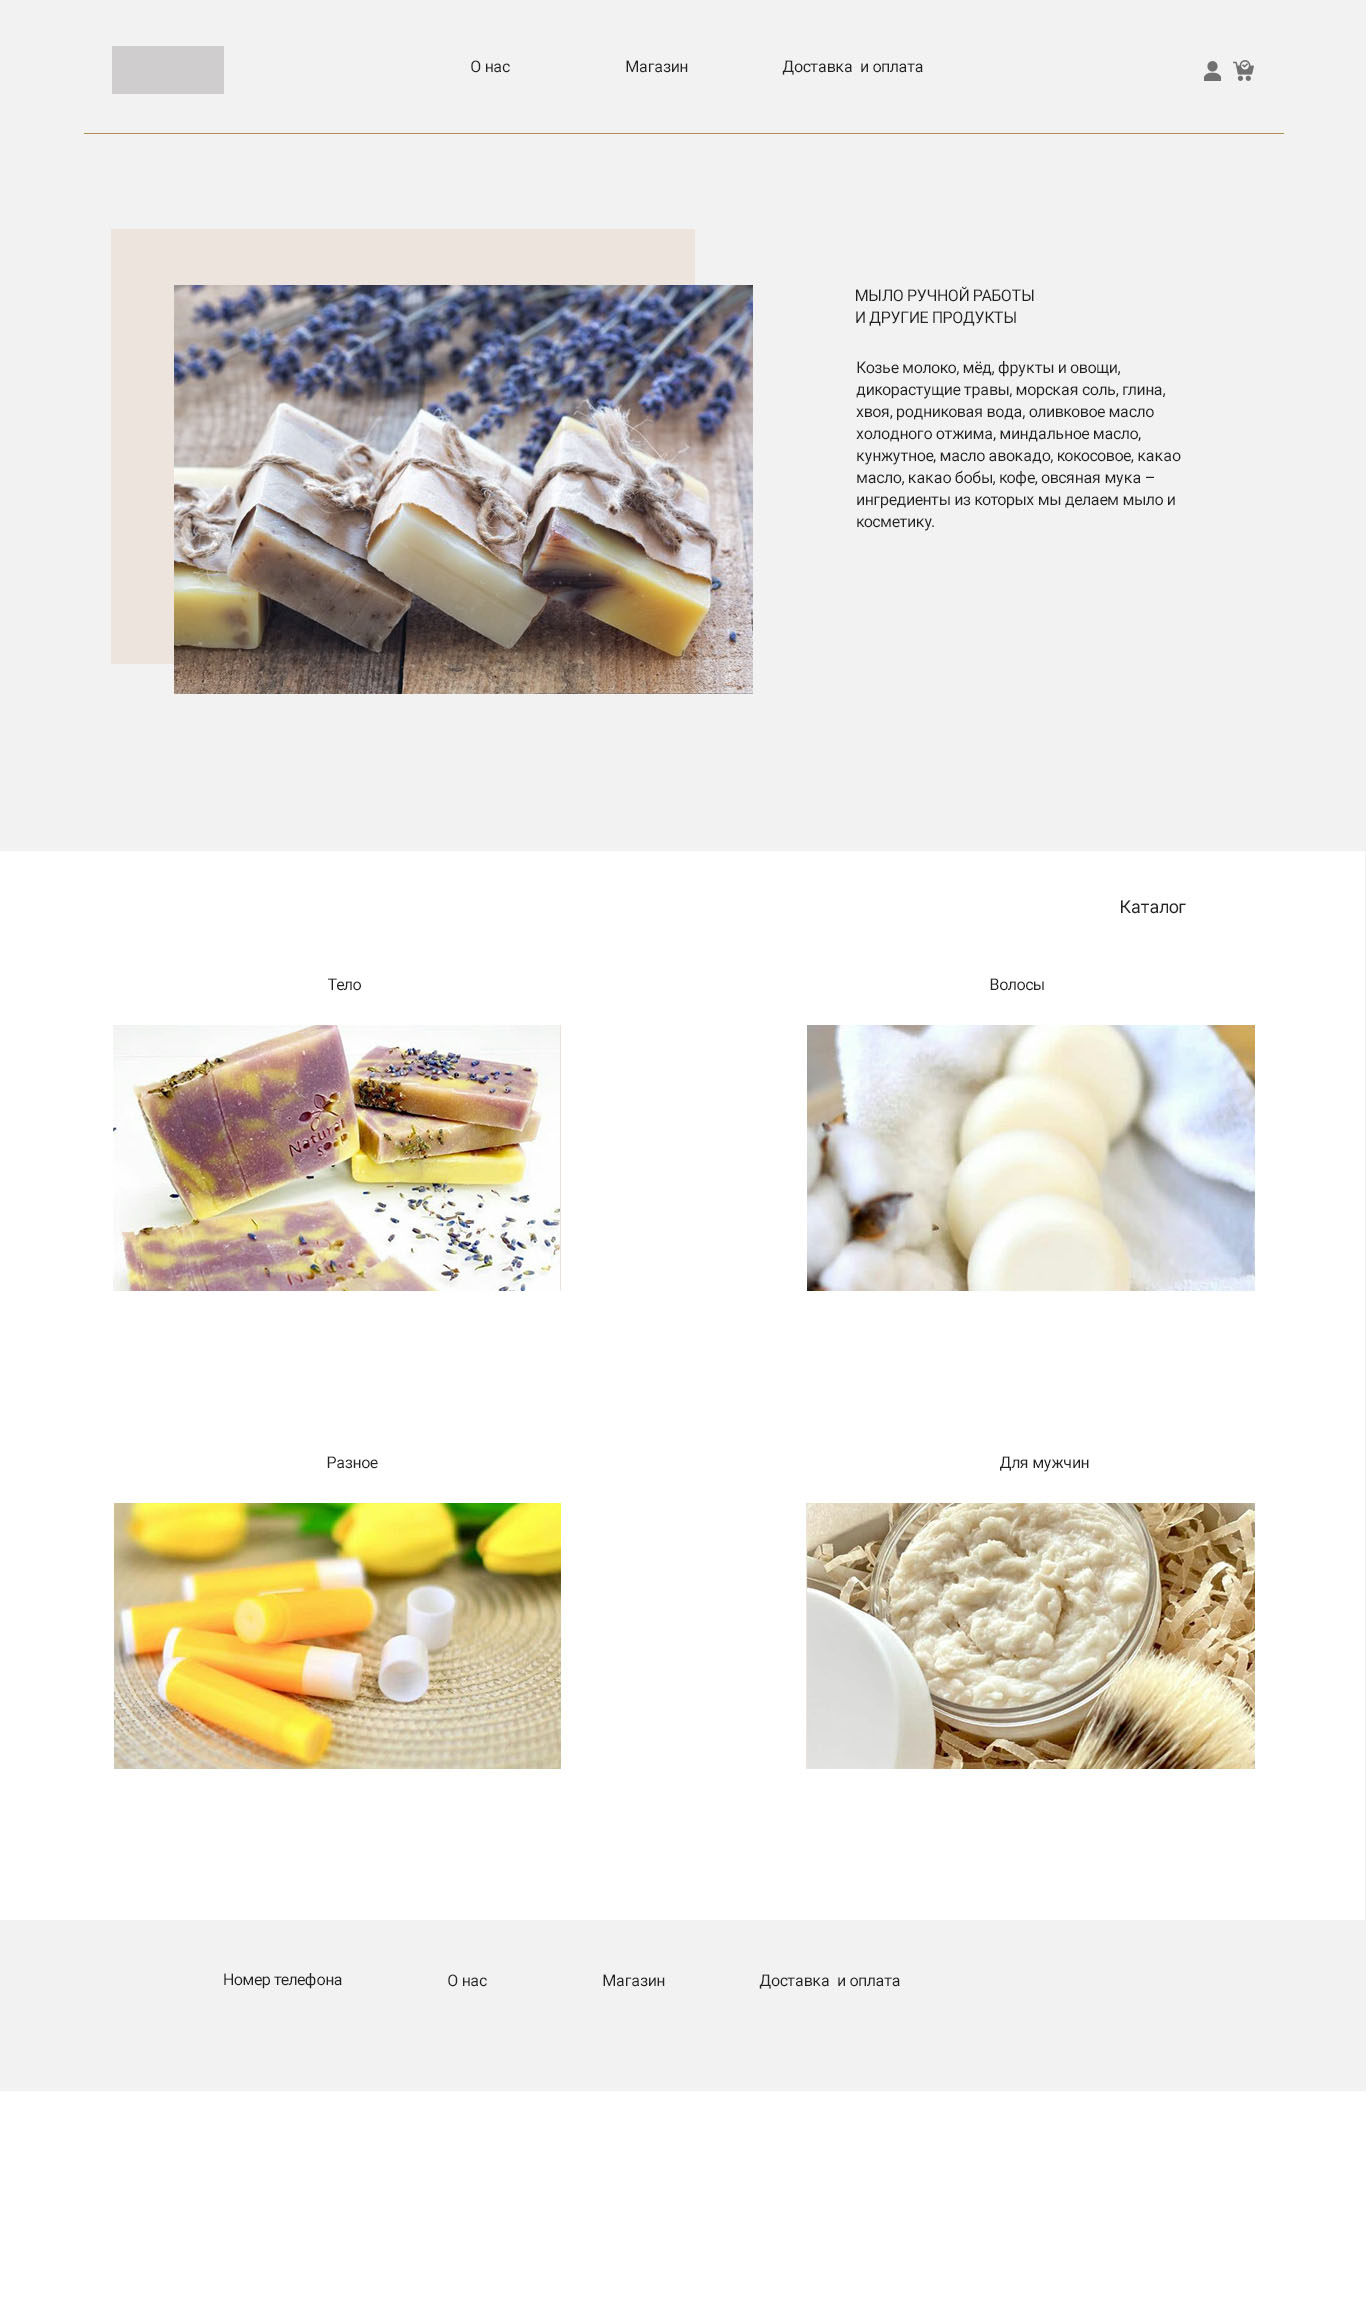 О нас
Магазин
Доставка и оплата
МЫЛО РУЧНОЙ РАБОТЫ
И ДРУГИЕ ПРОДУКТЫ
Козье молоко, мёд, фрукты и овощи,
дикорастущие травы, морская соль, глина,
хвоя, родниковая вода, оливковое масло
холодного отжима, миндальное масло,
кунжутное, масло авокадо, кокосовое, какао
масло, какао бобы, кофе, овсяная мука –
ингредиенты из которых мы делаем мыло и
косметику.
Каталог
Тело
Волосы
Natural
soap
Разное
Для мужчин
Номер телефона
О нас
Магазин
Доставка и оплата